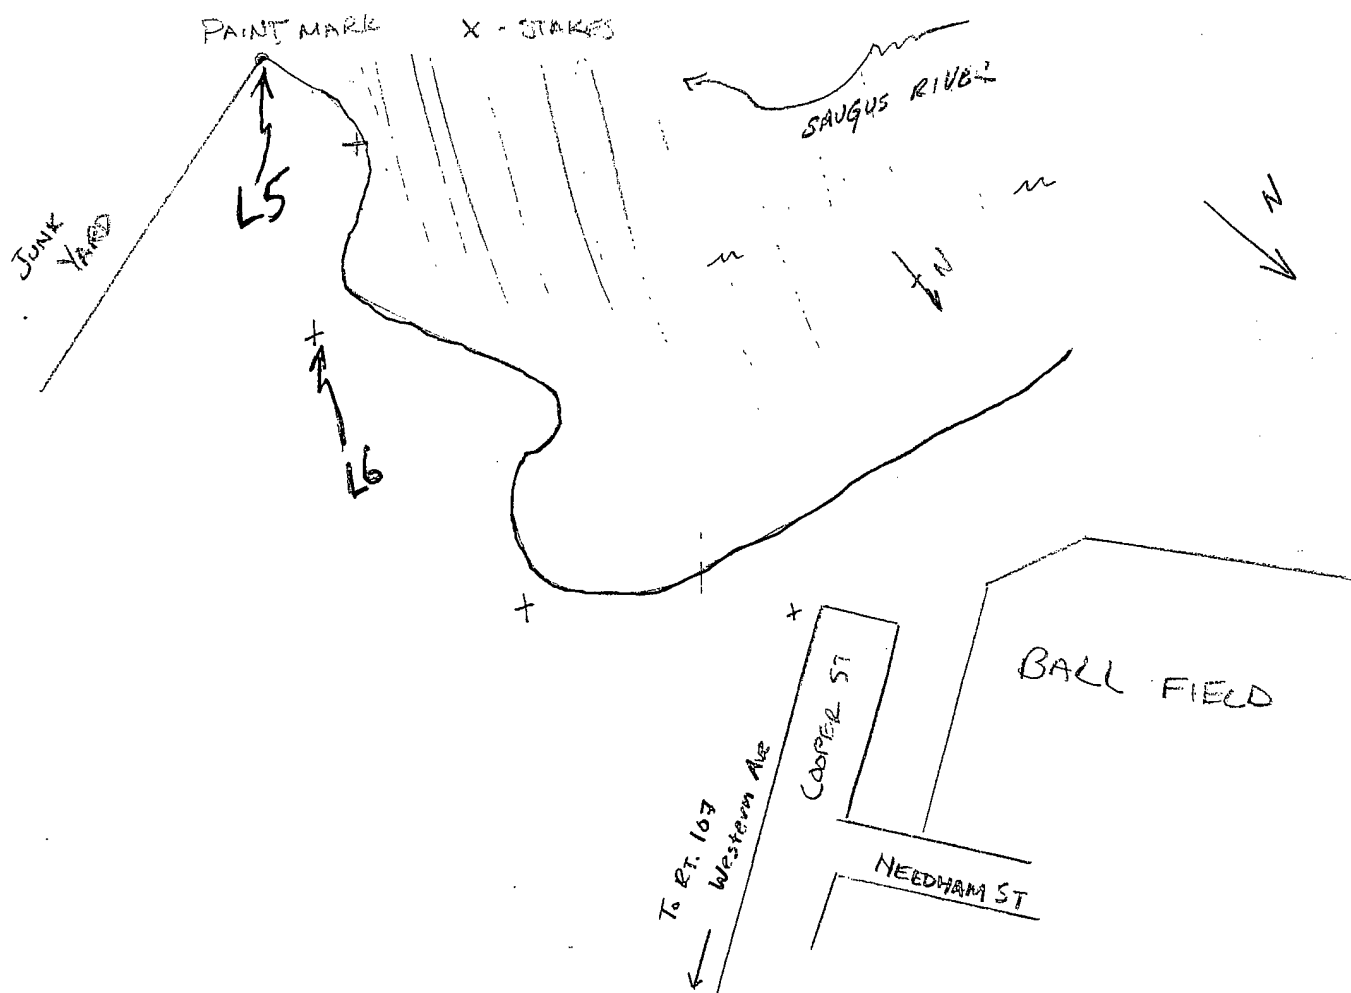 PAINT MARK
X - STAKES
SAUGUS RIVER
L5
JUNK
YARD
N
N
L6
BALL FIELD
COOPER ST
To RT. 107
Western Ave
NEEDHAM ST